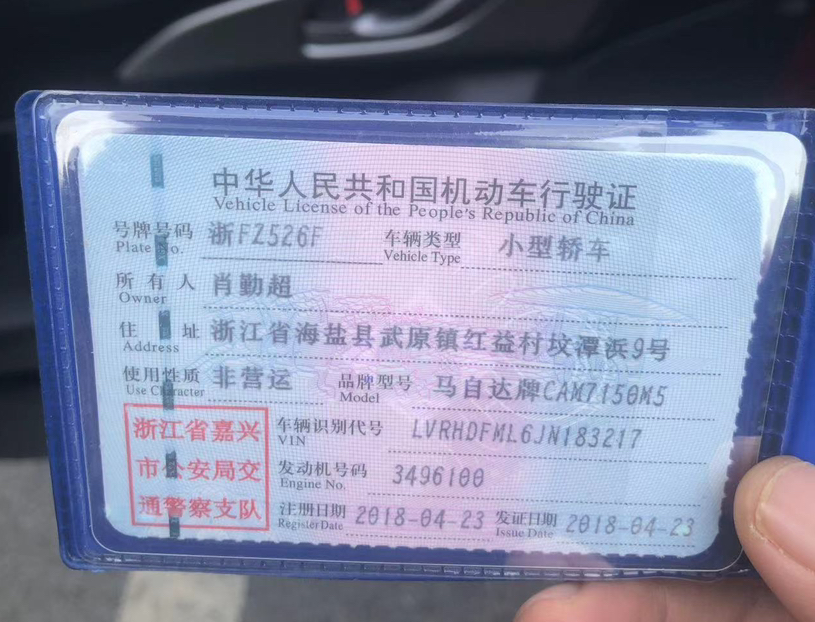 中华人民共和国机动车行驶证
Vehicle License of the People's Republic of China
号牌号码 浙FZ526F 车辆类型 小型轿车
Plate No. Vehicle Type
所有人 肖勤超
Owner
住址 浙江省海盐县武原镇红益村坟潭浜9号
Address
使用性质 非营运 品牌型号 马自达牌CAM7150M5
Use Character Model
浙江省嘉兴 车辆识别代号 LVRHDFML6JN183217
VIN
市公安局交 发动机号码 3496100
Engine No.
通警察支队 注册日期 2018-04-23 发证日期 2018-04-23
Register Date Issue Date